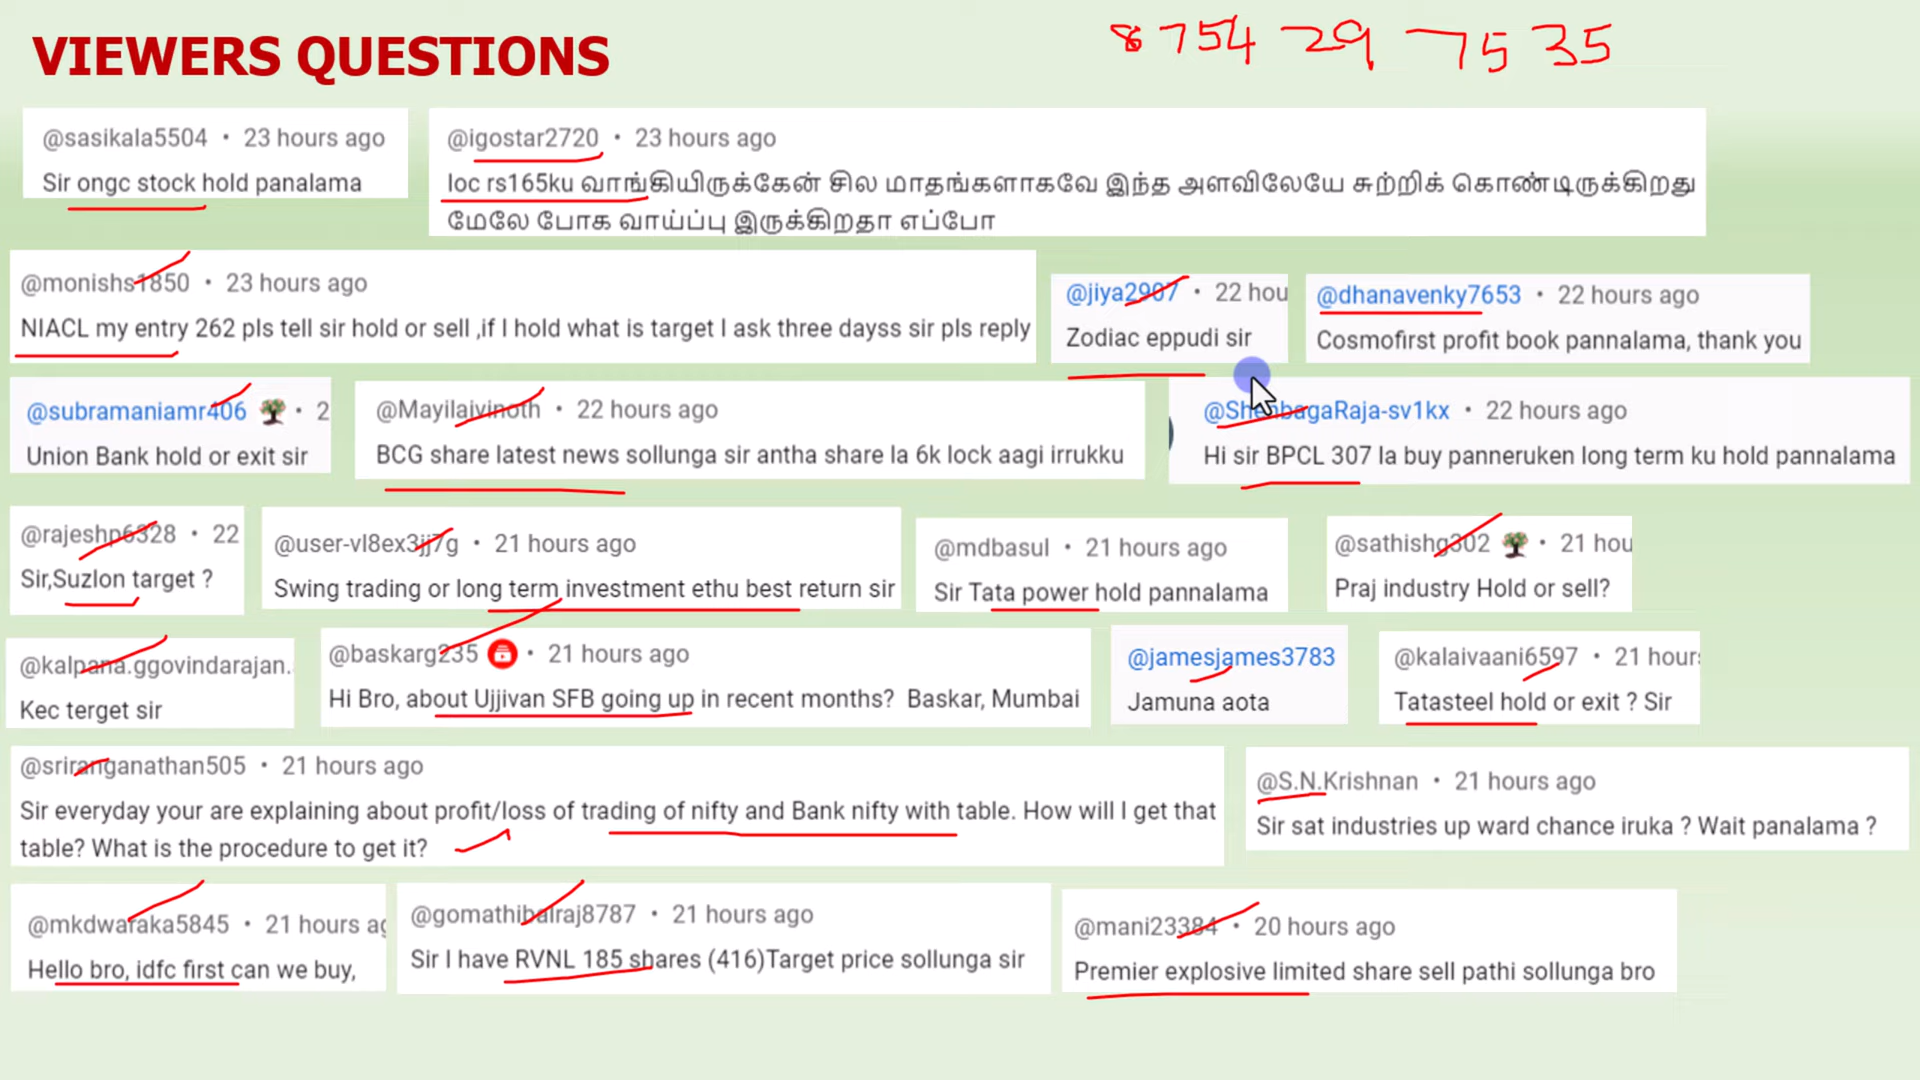 VIEWERS QUESTIONS
8754 29 75 35
@sasikala5504 • 23 hours ago
Sir ongc stock hold panalama
@igostar2720 • 23 hours ago
Ioc rs165ku வாங்கியிருக்கேன் சில மாதங்களாகவே இந்த அளவிலேயே சுற்றிக் கொண்டிருக்கிறது
மேலே போக வாய்ப்பு இருக்கிறதா எப்போ
@monishs1850 • 23 hours ago
NIACL my entry 262 pls tell sir hold or sell ,if I hold what is target I ask three dayss sir pls reply
@jiya2907 • 22 hou
Zodiac eppudi sir
@dhanavenky7653 • 22 hours ago
Cosmofirst profit book pannalama, thank you
@subramaniamr406 • 2
Union Bank hold or exit sir
@Mayilaivinoth • 22 hours ago
BCG share latest news sollunga sir antha share la 6k lock aagi irrukku
@ShenbagaRaja-sv1kx • 22 hours ago
Hi sir BPCL 307 la buy panneruken long term ku hold pannalama
@rajeshp6328 • 22
Sir,Suzlon target ?
@user-vl8ex3jj7g • 21 hours ago
Swing trading or long term investment ethu best return sir
@mdbasul • 21 hours ago
Sir Tata power hold pannalama
@sathishg302 • 21 hou
Praj industry Hold or sell?
@kalpana.ggovindarajan.
Kec terget sir
@baskarg235 • 21 hours ago
Hi Bro, about Ujjivan SFB going up in recent months? Baskar, Mumbai
@jamesjames3783
Jamuna aota
@kalaivaani6597 • 21 hours
Tatasteel hold or exit ? Sir
@sriranganathan505 • 21 hours ago
Sir everyday your are explaining about profit/loss of trading of nifty and Bank nifty with table. How will I get that
table? What is the procedure to get it?
@S.N.Krishnan • 21 hours ago
Sir sat industries up ward chance iruka ? Wait panalama ?
@mkdwaraka5845 • 21 hours ag
Hello bro, idfc first can we buy,
@gomathibalraj8787 • 21 hours ago
Sir I have RVNL 185 shares (416)Target price sollunga sir
@mani23384 • 20 hours ago
Premier explosive limited share sell pathi sollunga bro